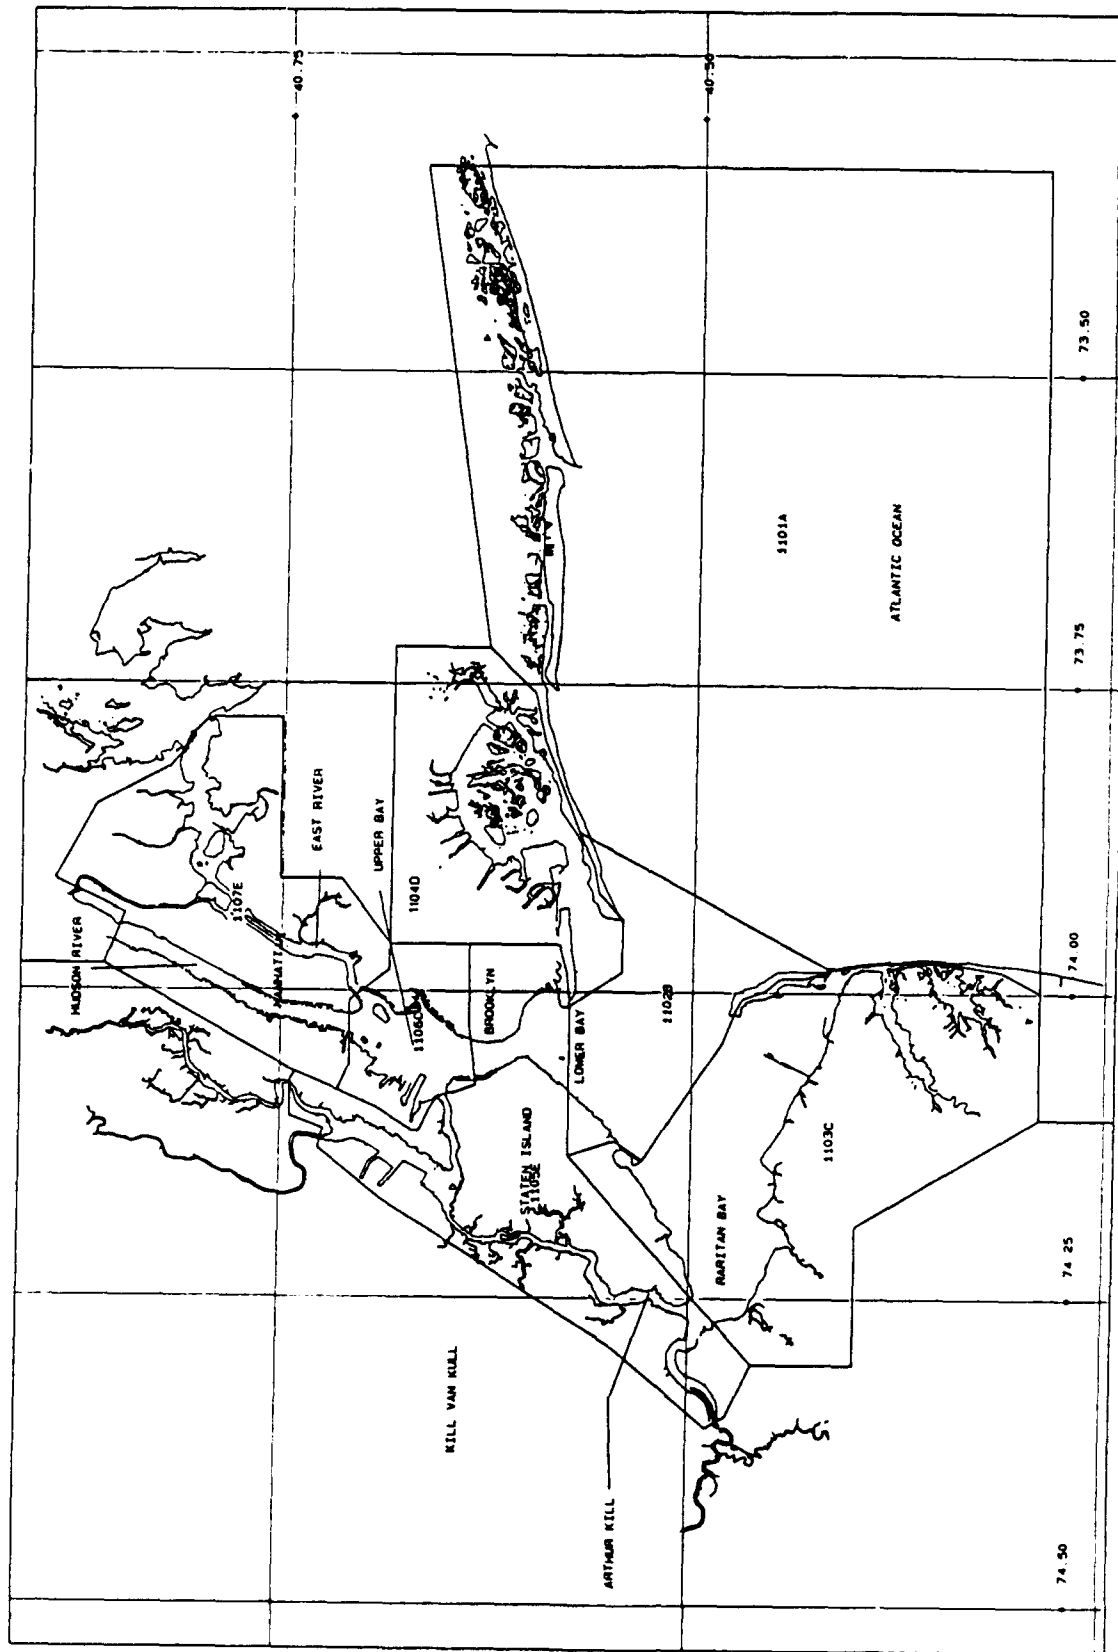 40.75
40.50
HUDSON RIVER
1107E
EAST RIVER
UPPER BAY
1104D
BROOKLYN
LOWER BAY
1102B
STATEN ISLAND
1105E
1103C
RARITAN BAY
KILL VAN KULL
ARTHUR KILL
1101A
ATLANTIC OCEAN
73.50
73.75
74.00
74 25
74.50